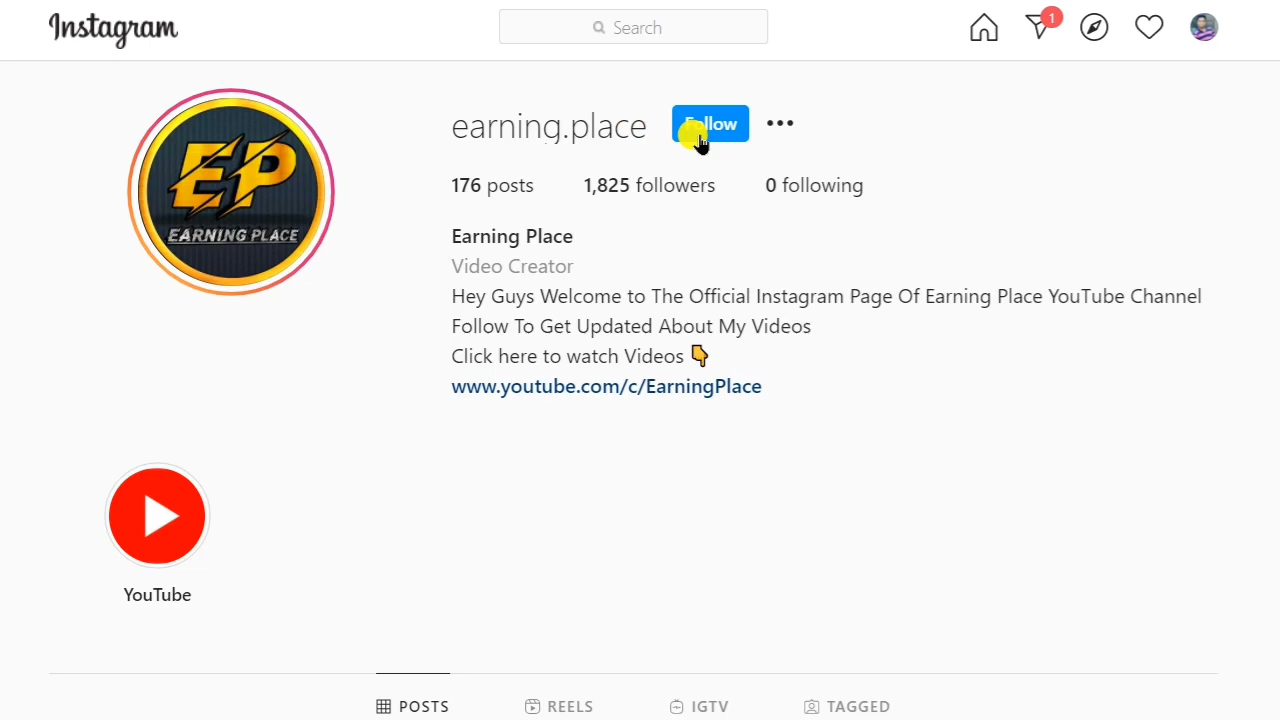 Instagram
Search
1
EP
EARNING PLACE
earning.place
Follow
176 posts 1,825 followers 0 following
Earning Place
Video Creator
Hey Guys Welcome to The Official Instagram Page Of Earning Place YouTube Channel
Follow To Get Updated About My Videos
Click here to watch Videos 👇
www.youtube.com/c/EarningPlace
YouTube
POSTS REELS IGTV TAGGED